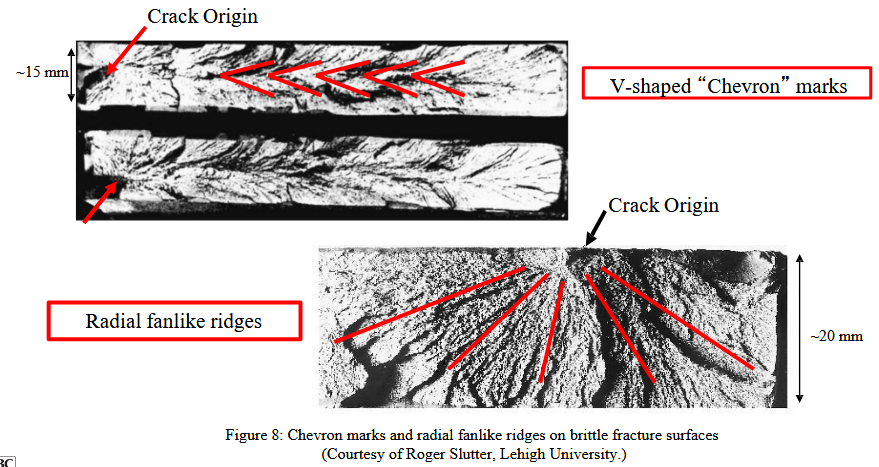 Crack Origin
~15 mm
V-shaped “Chevron” marks
Crack Origin
Radial fanlike ridges
~20 mm
Figure 8: Chevron marks and radial fanlike ridges on brittle fracture surfaces
(Courtesy of Roger Slutter, Lehigh University.)